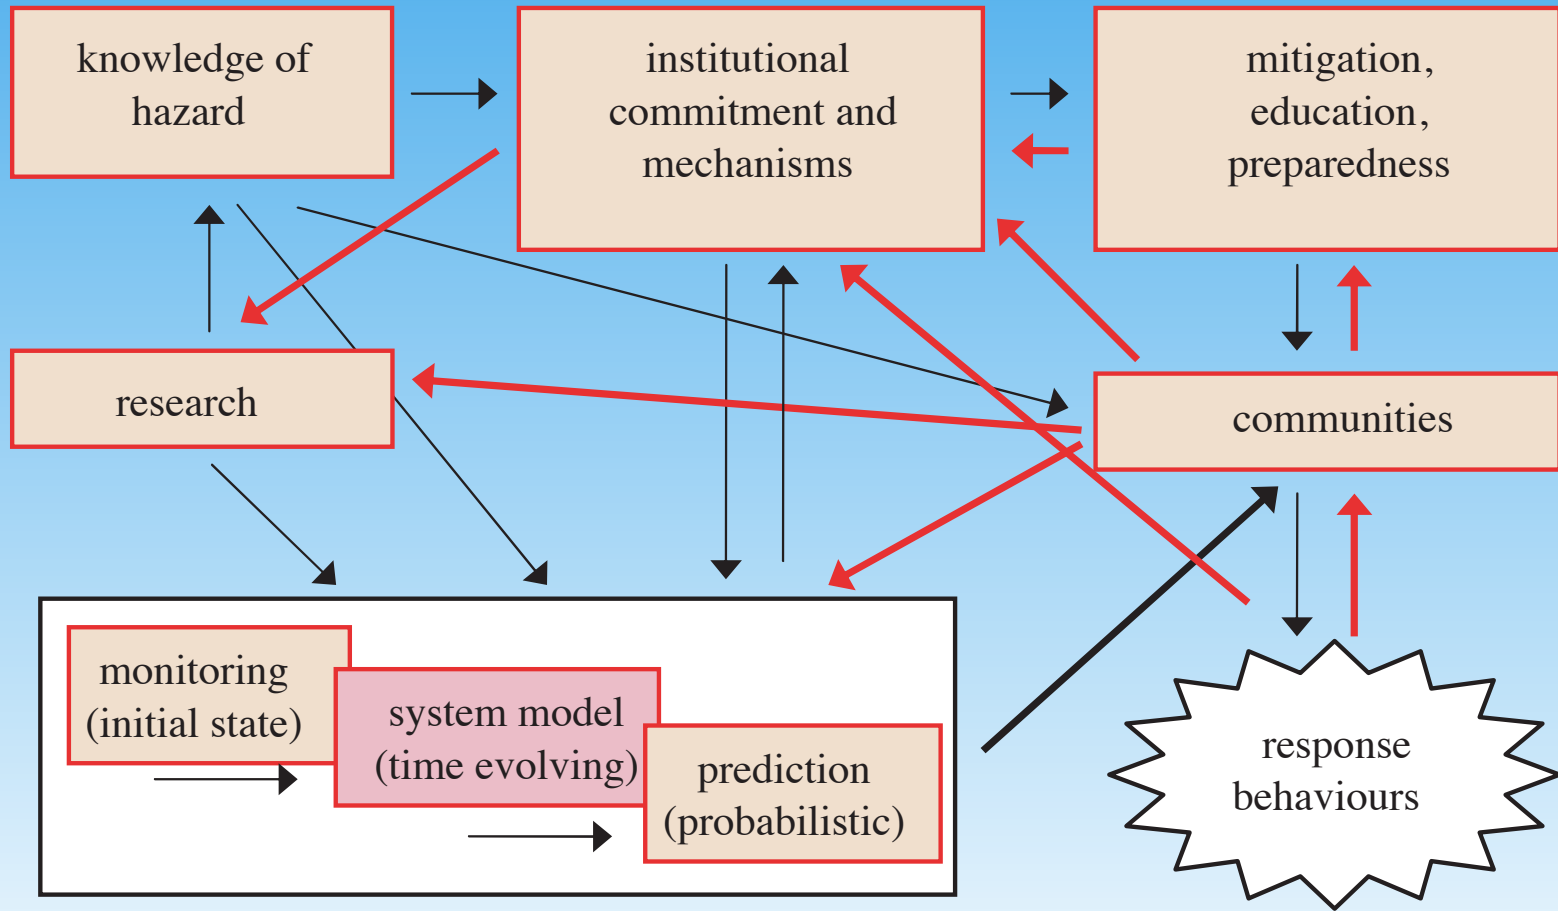 knowledge of
hazard
institutional
commitment and
mechanisms
mitigation,
education,
preparedness
research
communities
monitoring
(initial state)
system model
(time evolving)
prediction
(probabilistic)
response
behaviours